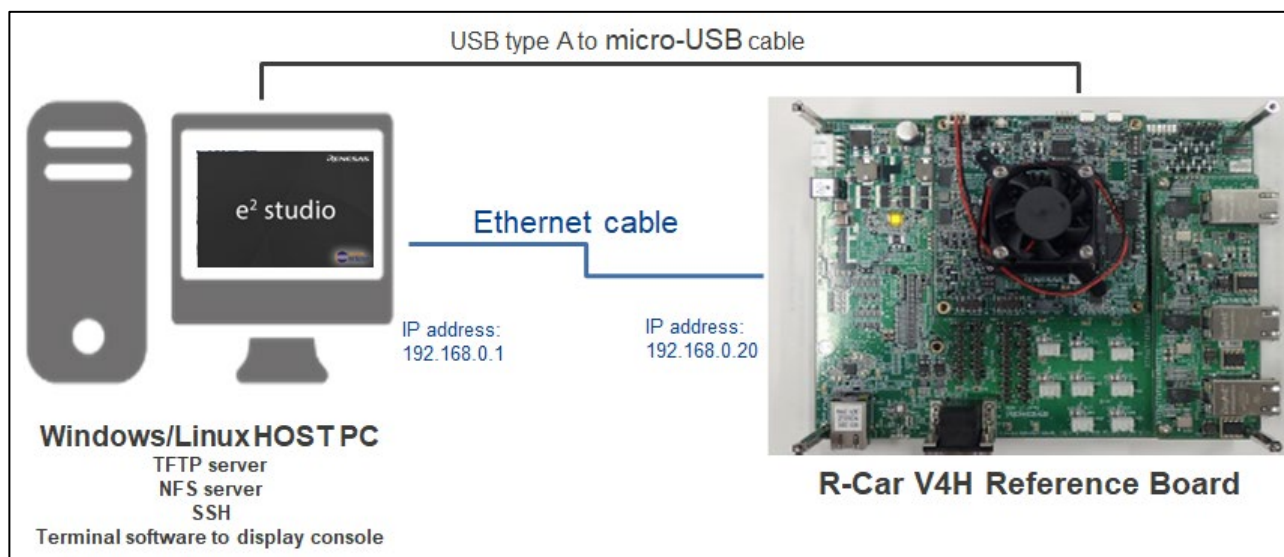 USB type A to micro-USB cable
RENESAS
e² studio
Ethernet cable
IP address:
192.168.0.1
IP address:
192.168.0.20
Windows/Linux HOST PC
TFTP server
NFS server
SSH
Terminal software to display console
R-Car V4H Reference Board